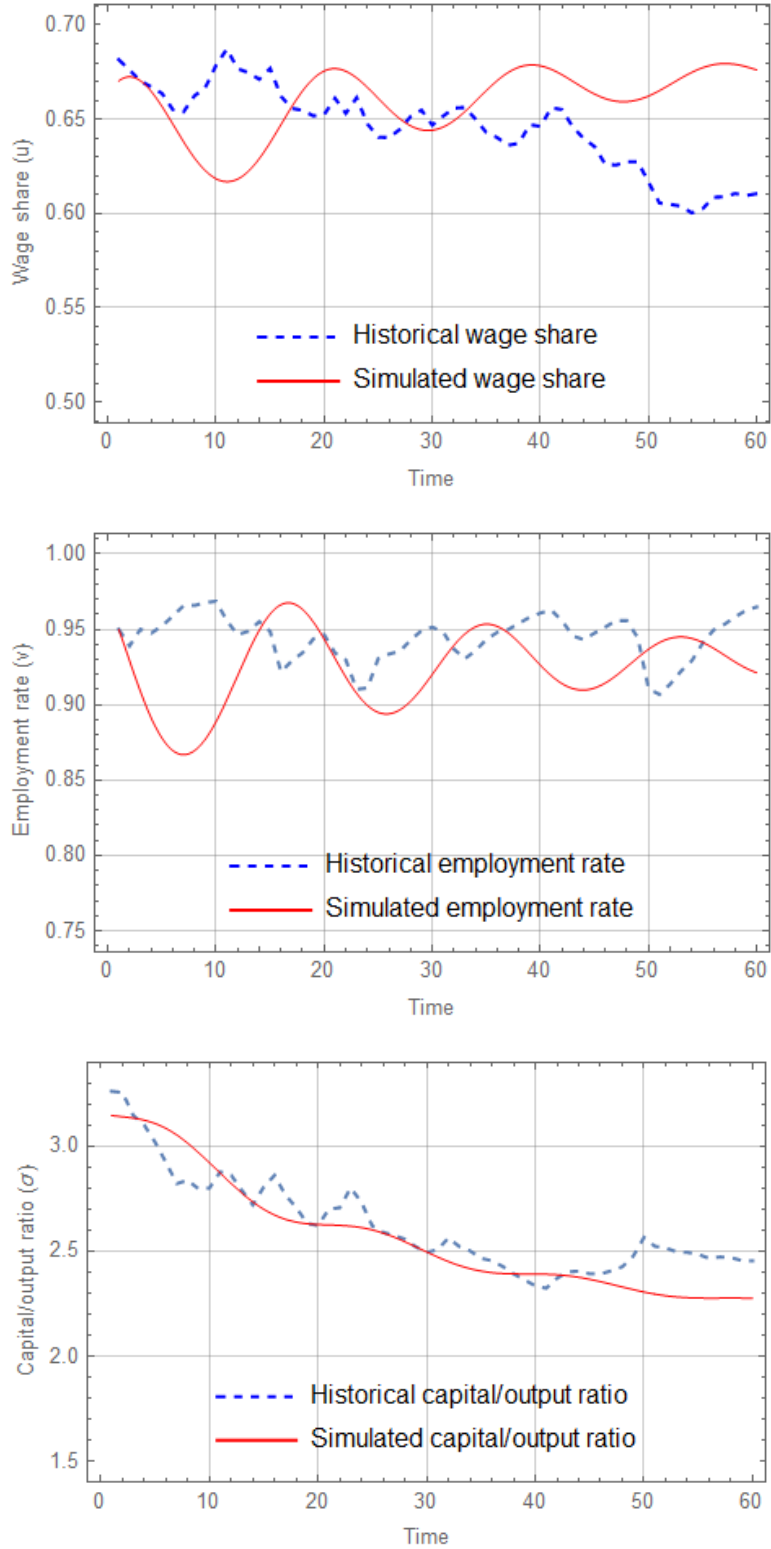 0.70
0.65
0.60
0.55
0.50
Wage share (u)
Historical wage share
Simulated wage share
0 10 20 30 40 50 60
Time
1.00
0.95
0.90
0.85
0.80
0.75
Employment rate (v)
Historical employment rate
Simulated employment rate
0 10 20 30 40 50 60
Time
3.0
2.5
2.0
1.5
Capital/output ratio (σ)
Historical capital/output ratio
Simulated capital/output ratio
0 10 20 30 40 50 60
Time